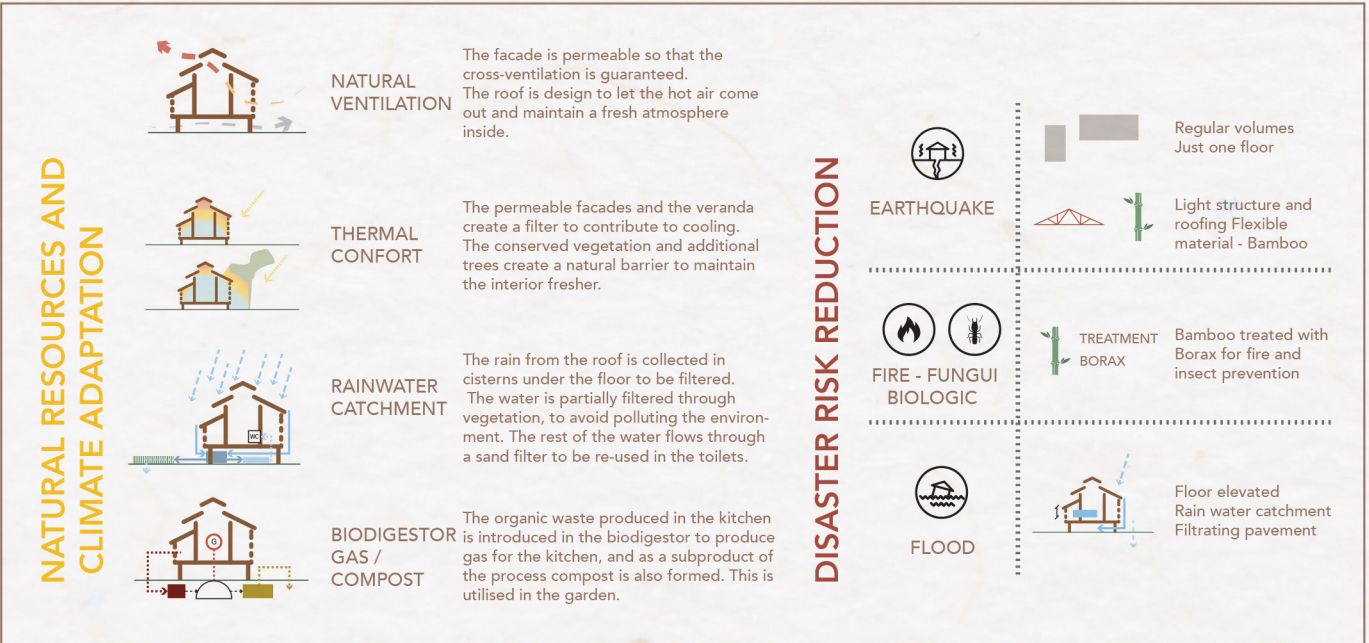 NATURAL RESOURCES AND
CLIMATE ADAPTATION
NATURAL
VENTILATION
The facade is permeable so that the
cross-ventilation is guaranteed.
The roof is design to let the hot air come
out and maintain a fresh atmosphere
inside.
THERMAL
CONFORT
The permeable facades and the veranda
create a filter to contribute to cooling.
The conserved vegetation and additional
trees create a natural barrier to maintain
the interior fresher.
RAINWATER
CATCHMENT
The rain from the roof is collected in
cisterns under the floor to be filtered.
The water is partially filtered through
vegetation, to avoid polluting the environ-
ment. The rest of the water flows through
a sand filter to be re-used in the toilets.
WC
BIODIGESTOR
GAS /
COMPOST
The organic waste produced in the kitchen
is introduced in the biodigestor to produce
gas for the kitchen, and as a subproduct of
the process compost is also formed. This is
utilised in the garden.
G
DISASTER RISK REDUCTION
EARTHQUAKE
Regular volumes
Just one floor
Light structure and
roofing Flexible
material - Bamboo
FIRE - FUNGUI
BIOLOGIC
TREATMENT
BORAX
Bamboo treated with
Borax for fire and
insect prevention
FLOOD
Floor elevated
Rain water catchment
Filtrating pavement